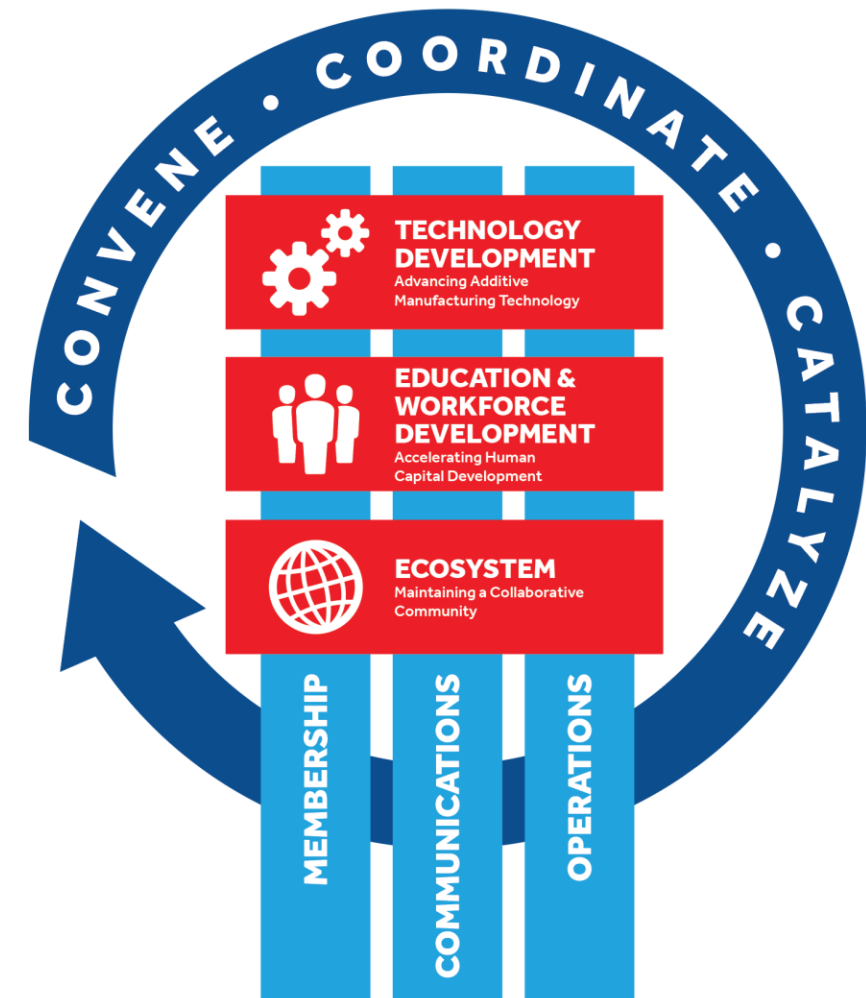 CONVENE • COORDINATE • CATALYZE
TECHNOLOGY
DEVELOPMENT
Advancing Additive
Manufacturing Technology
EDUCATION &
WORKFORCE
DEVELOPMENT
Accelerating Human
Capital Development
ECOSYSTEM
Maintaining a Collaborative
Community
MEMBERSHIP
COMMUNICATIONS
OPERATIONS